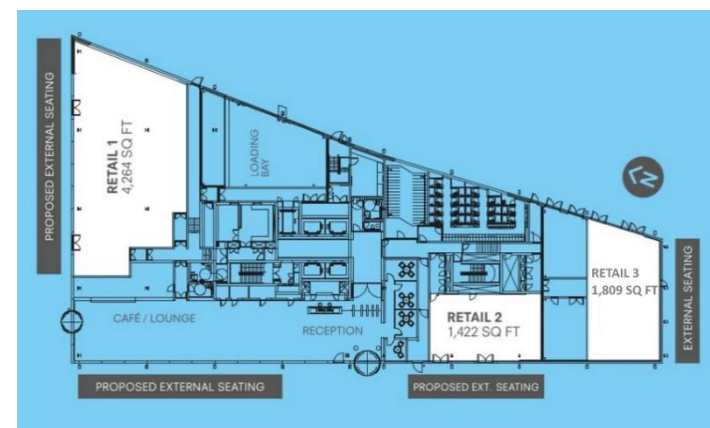 PROPOSED EXTERNAL SEATING
RETAIL 1
4,264 SQ FT
LOADING
BAY
N
RETAIL 3
1,809 SQ FT
EXTERNAL SEATING
CAFÉ / LOUNGE
RECEPTION
RETAIL 2
1,422 SQ FT
PROPOSED EXTERNAL SEATING
PROPOSED EXT. SEATING